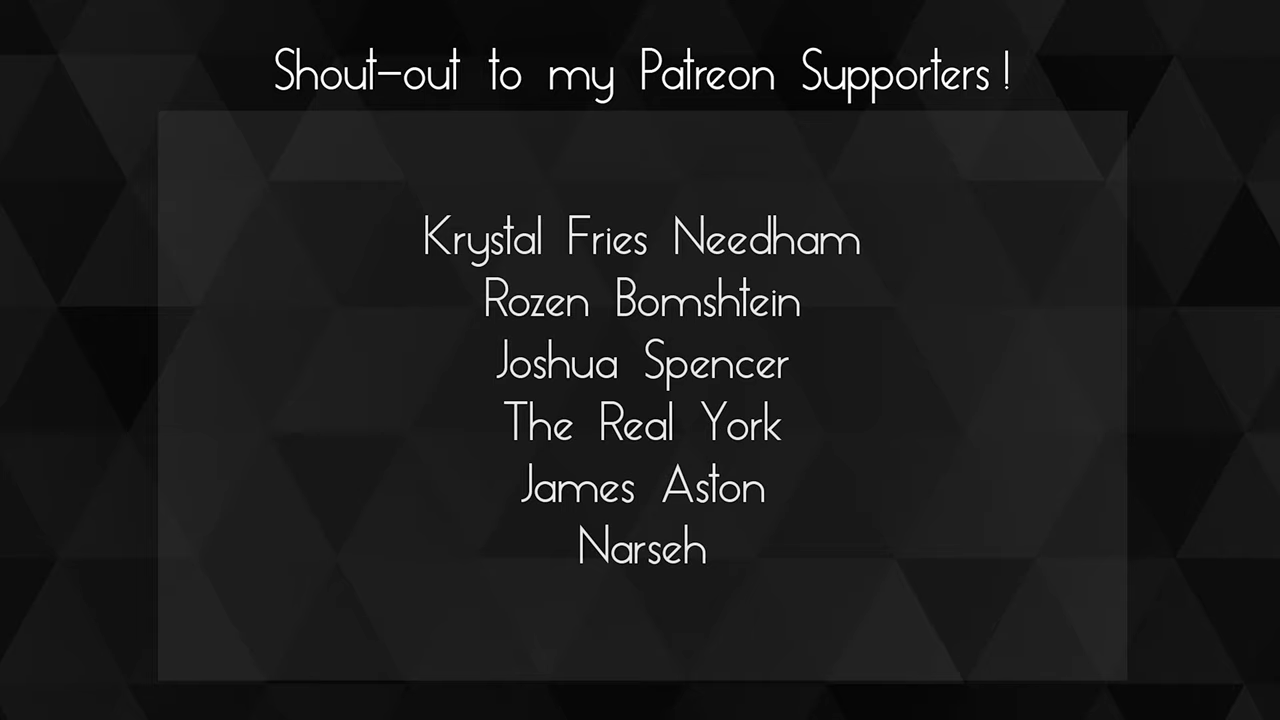 Shout-out to my Patreon Supporters!
Krystal Fries Needham
Rozen Bomshtein
Joshua Spencer
The Real York
James Aston
Narseh